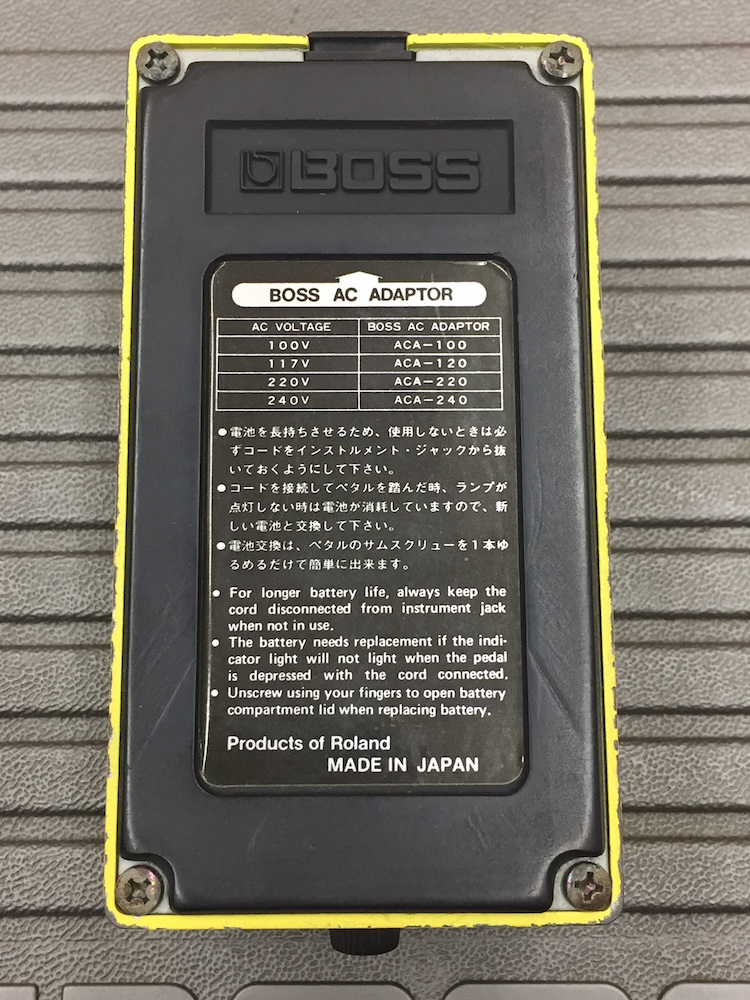 BOSS
BOSS AC ADAPTOR
AC VOLTAGE BOSS AC ADAPTOR
100V ACA-100
117V ACA-120
220V ACA-220
240V ACA-240
●電池を長持ちさせるため、使用しないときは必
ずコードをインストルメント・ジャックから抜
いておくようにして下さい。
●コードを接続してペタルを踏んだ時、ランプが
点灯しない時は電池が消耗していますので、新
しい電池と交換して下さい。
●電池交換は、ペタルのサムスクリューを1本ゆ
るめるだけで簡単に出来ます。
● For longer battery life, always keep the
cord disconnected from instrument jack
when not in use.
● The battery needs replacement if the indi-
cator light will not light when the pedal
is depressed with the cord connected.
● Unscrew using your fingers to open battery
compartment lid when replacing battery.
Products of Roland
MADE IN JAPAN